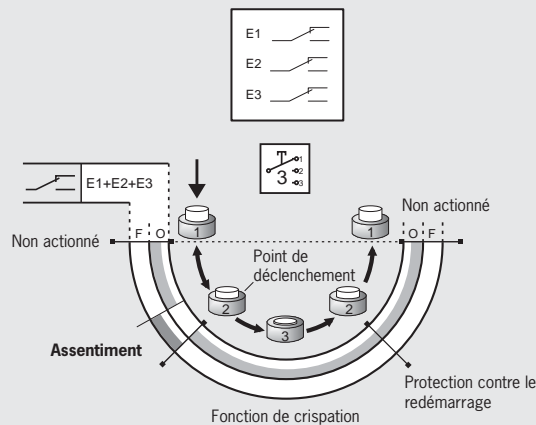 E1
E2
E3
1
2
3
3
E1+E2+E3
Non actionné
F O
1
1
O F
Non actionné
Point de
déclenchement
2
2
3
Assentiment
Protection contre le
redémarrage
Fonction de crispation